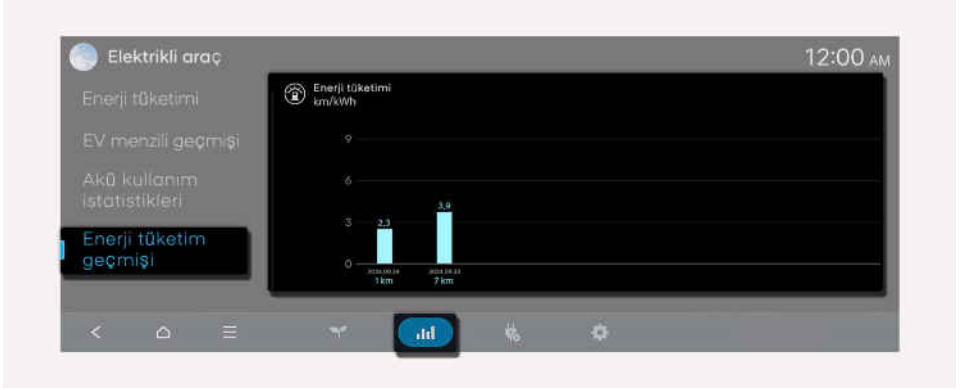 Elektrikli araç
12:00 AM
Enerji tüketimi
EV menzili geçmişi
Akü kullanım
istatistikleri
Enerji tüketim
geçmişi
Enerji tüketimi
km/kWh
9
6
3
0
2,3
3,9
1 km
7 km